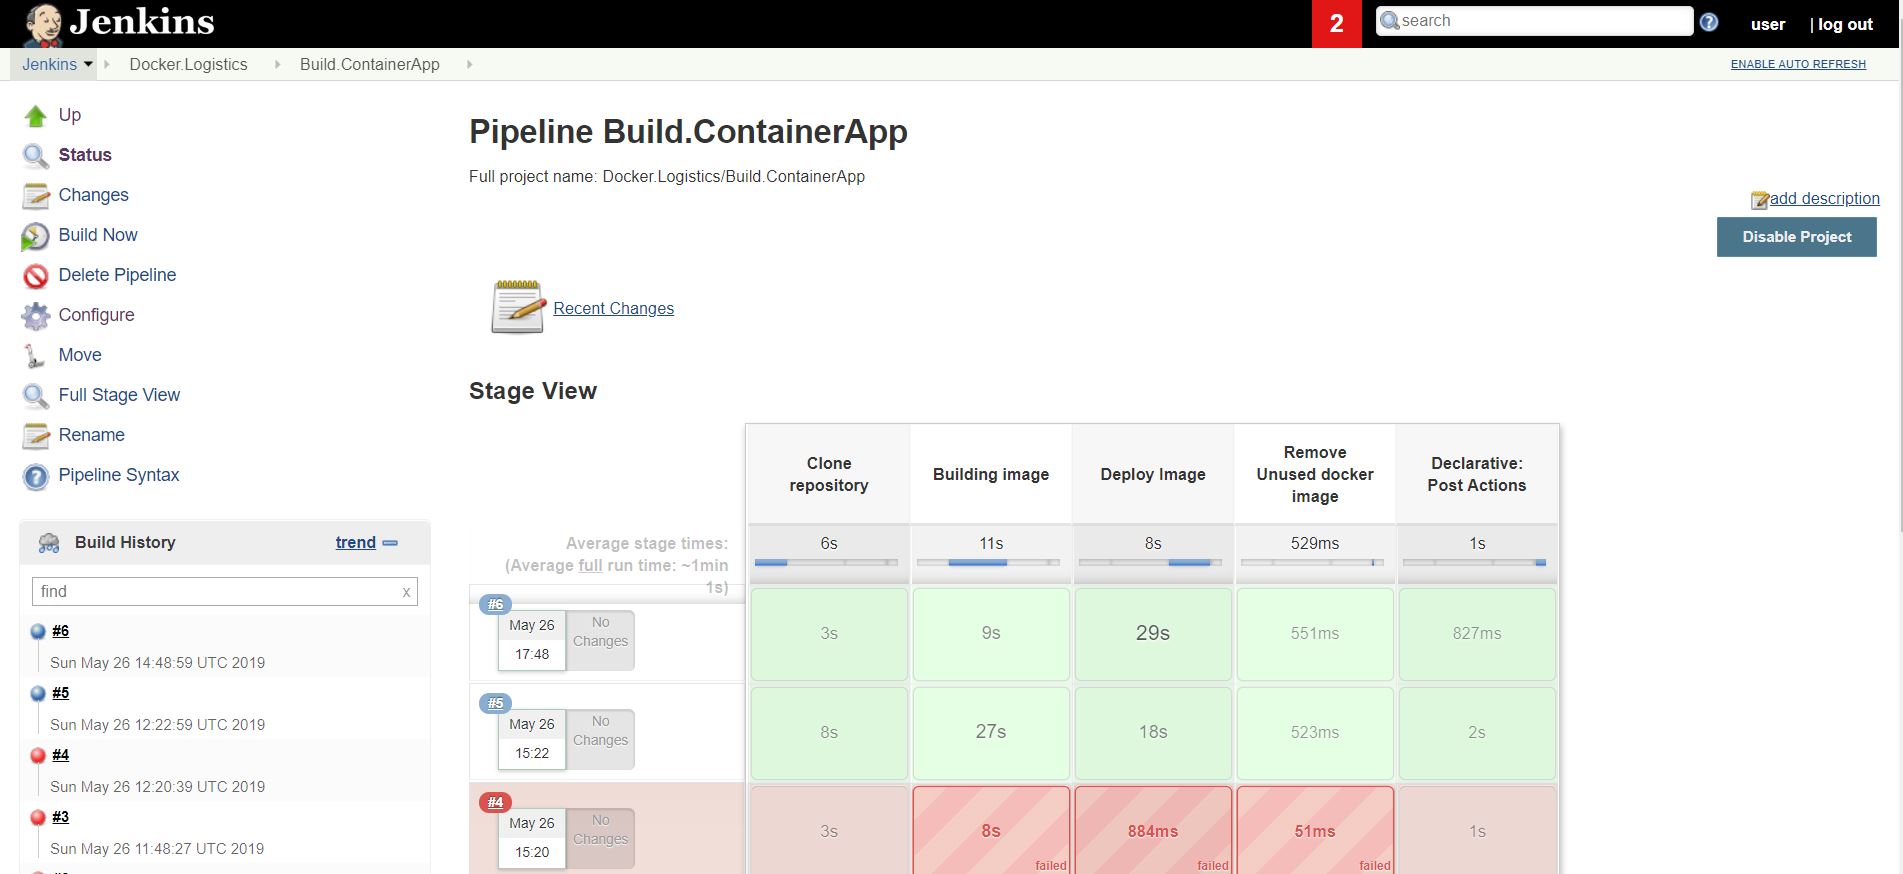 Jenkins
2
search
user
| log out
Jenkins
Docker.Logistics
Build.ContainerApp
ENABLE AUTO REFRESH
Up
Status
Changes
Build Now
Delete Pipeline
Configure
Move
Full Stage View
Rename
Pipeline Syntax
Build History
trend
find
x
#6
Sun May 26 14:48:59 UTC 2019
#5
Sun May 26 12:22:59 UTC 2019
#4
Sun May 26 12:20:39 UTC 2019
#3
Sun May 26 11:48:27 UTC 2019
Pipeline Build.ContainerApp
Full project name: Docker.Logistics/Build.ContainerApp
add description
Disable Project
Recent Changes
Stage View
Clone
repository
Building image
Deploy Image
Remove
Unused docker
image
Declarative:
Post Actions
Average stage times:
(Average full run time: ~1min
1s)
6s
11s
8s
529ms
1s
#6
May 26
17:48
No
Changes
3s
9s
29s
551ms
827ms
#5
May 26
15:22
No
Changes
8s
27s
18s
523ms
2s
#4
May 26
15:20
No
Changes
3s
8s
failed
884ms
failed
51ms
failed
1s